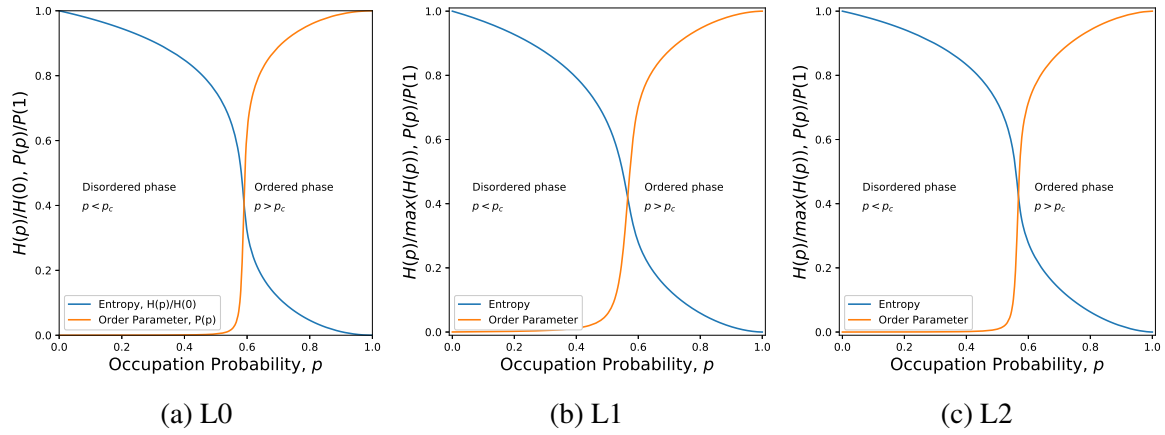 H(p)/H(0), P(p)/P(1)
1.0
0.8
0.6
0.4
0.2
0.0
Disordered phase
p < p_c
Ordered phase
p > p_c
Entropy, H(p)/H(0)
Order Parameter, P(p)
0.0 0.2 0.4 0.6 0.8 1.0
Occupation Probability, p
(a) L0
H(p)/max(H(p)), P(p)/P(1)
1.0
0.8
0.6
0.4
0.2
0.0
Disordered phase
p < p_c
Ordered phase
p > p_c
Entropy
Order Parameter
0.0 0.2 0.4 0.6 0.8 1.0
Occupation Probability, p
(b) L1
H(p)/max(H(p)), P(p)/P(1)
1.0
0.8
0.6
0.4
0.2
0.0
Disordered phase
p < p_c
Ordered phase
p > p_c
Entropy
Order Parameter
0.0 0.2 0.4 0.6 0.8 1.0
Occupation Probability, p
(c) L2